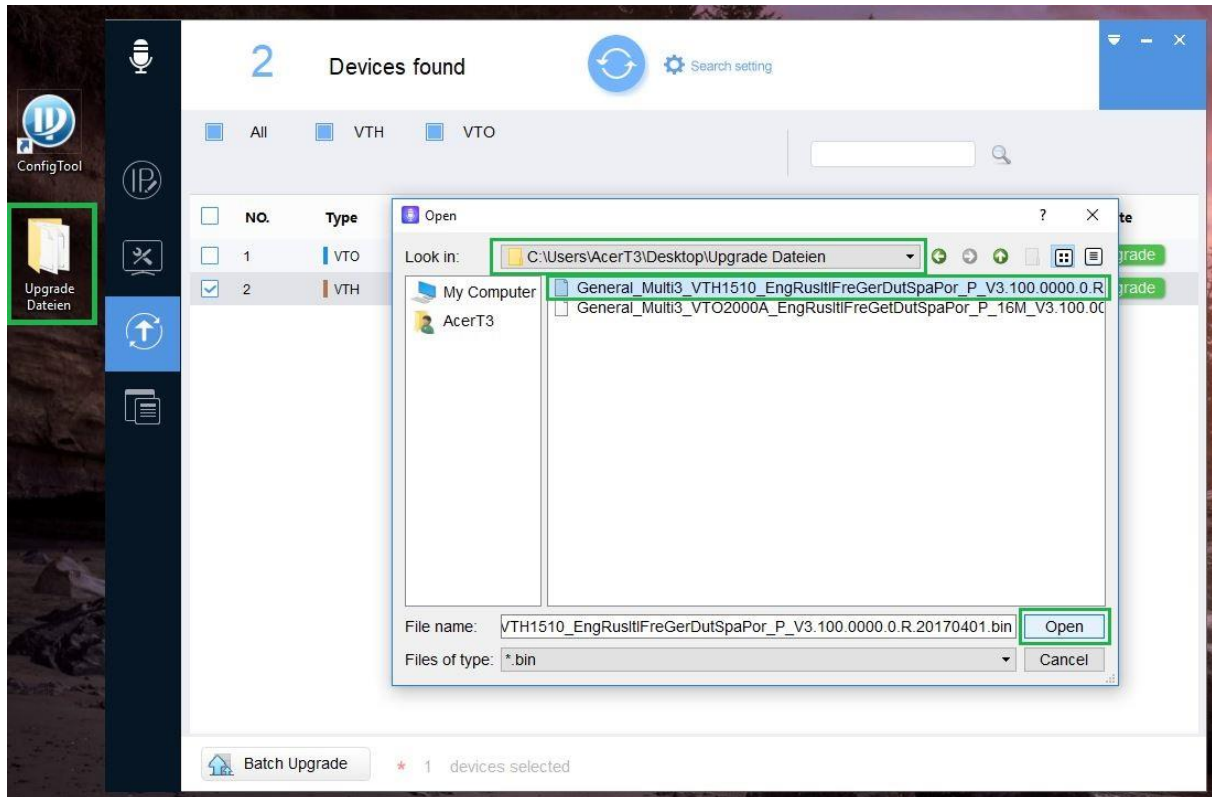 2 Devices found
Search setting
All VTH VTO
ConfigTool
Upgrade
Dateien
NO. Type
1 VTO
2 VTH
Open ?
Look in: C:\Users\AcerT3\Desktop\Upgrade Dateien
My Computer
AcerT3
General_Multi3_VTH1510_EngRusItlFreGerDutSpaPor_P_V3.100.0000.0.R
General_Multi3_VTO2000A_EngRusItlFreGetDutSpaPor_P_16M_V3.100.00
File name: VTH1510_EngRusItlFreGerDutSpaPor_P_V3.100.0000.0.R.20170401.bin Open
Files of type: *.bin Cancel
Batch Upgrade * 1 devices selected